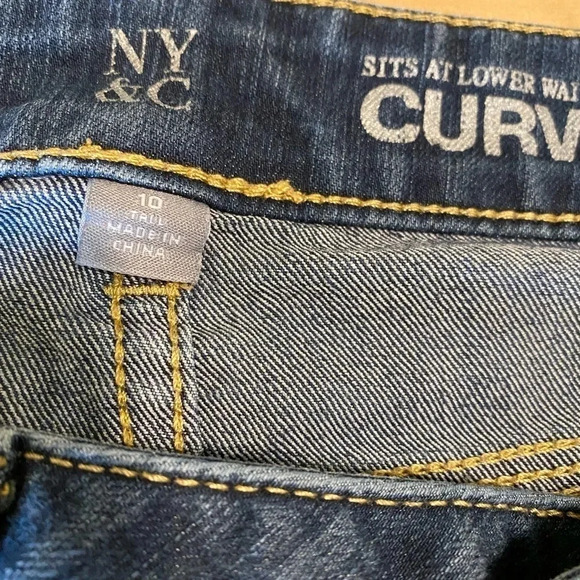 NY
&C
SITS AT LOWER WAI
CURV
10
TALL
MADE IN
CHINA